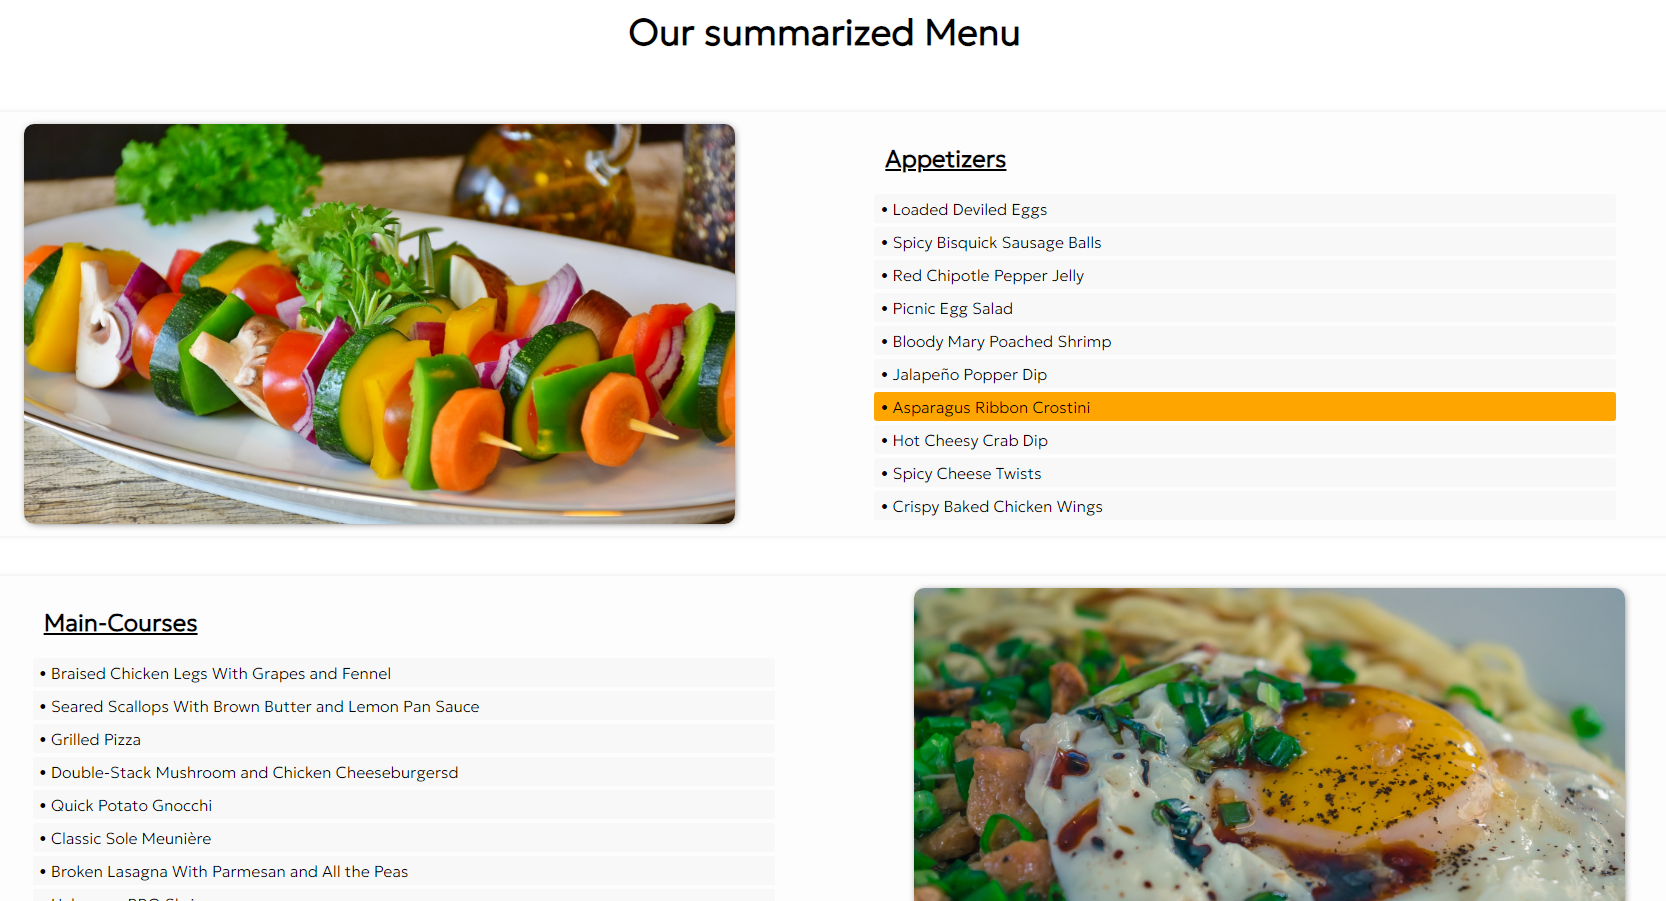 Our summarized Menu
Appetizers
• Loaded Deviled Eggs
• Spicy Bisquick Sausage Balls
• Red Chipotle Pepper Jelly
• Picnic Egg Salad
• Bloody Mary Poached Shrimp
• Jalapeño Popper Dip
• Asparagus Ribbon Crostini
• Hot Cheesy Crab Dip
• Spicy Cheese Twists
• Crispy Baked Chicken Wings
Main-Courses
• Braised Chicken Legs With Grapes and Fennel
• Seared Scallops With Brown Butter and Lemon Pan Sauce
• Grilled Pizza
• Double-Stack Mushroom and Chicken Cheeseburgersd
• Quick Potato Gnocchi
• Classic Sole Meunière
• Broken Lasagna With Parmesan and All the Peas